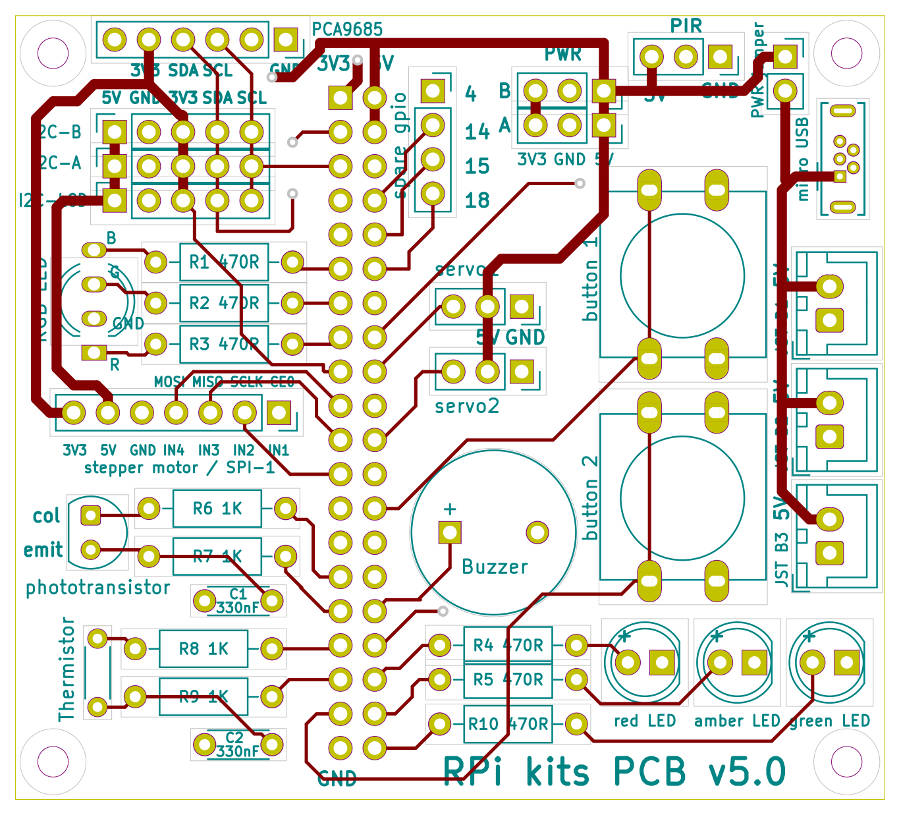 PCA9685
PIR
3V3 SDA SCL GND
3V3 5V
PWR
5V GND
PWR jumper
5V GND 3V3 SDA SCL
B
4
I2C-B
A
14
I2C-A
3V3 GND 5V
15
I2C-LCD
18
spare gpio
micro USB
B
R1 470R
G
R2 470R
GND
R3 470R
R
RGB LED
servo1
5V GND
button 1
5V
MOSI MISO SCLK CE0
servo2
5V
3V3 5V GND IN4 IN3 IN2 IN1
stepper motor / SPI-1
col
R6 1K
emit
R7 1K
phototransistor
C1
330nF
+
Buzzer
button 2
5V
JST B3
Thermistor
R8 1K
R9 1K
C2
330nF
R4 470R
R5 470R
R10 470R
+
+
+
red LED
amber LED
green LED
GND
RPi kits PCB v5.0